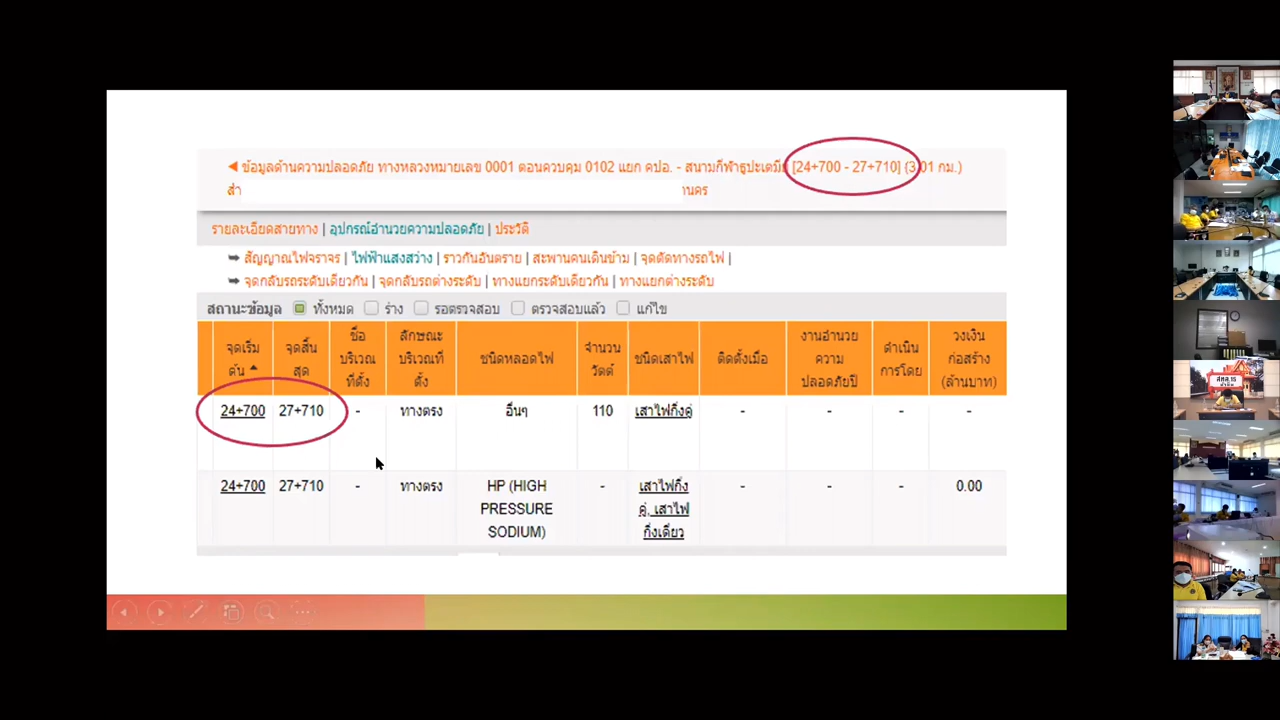 ◄ ข้อมูลด้านความปลอดภัย ทางหลวงหมายเลข 0001 ตอนควบคุม 0102 แยก คปอ. - สนามกีฬาธูปะเตมีย์ [24+700 - 27+710] (3.01 กม.)
สำ านคร
รายละเอียดสายทาง | อุปกรณ์อำนวยความปลอดภัย | ประวัติ
➥ สัญญาณไฟจราจร | ไฟฟ้าแสงสว่าง | ราวกันอันตราย | สะพานคนเดินข้าม | จุดตัดทางรถไฟ |
➥ จุดกลับรถระดับเดียวกัน | จุดกลับรถต่างระดับ | ทางแยกระดับเดียวกัน | ทางแยกต่างระดับ
สถานะข้อมูล ทั้งหมด ร่าง รอตรวจสอบ ตรวจสอบแล้ว แก้ไข
จุดเริ่มต้น จุดสิ้นสุด ชื่อบริเวณที่ตั้ง ลักษณะบริเวณที่ตั้ง ชนิดหลอดไฟ จำนวนวัตต์ ชนิดเสาไฟ ติดตั้งเมื่อ งานอำนวยความปลอดภัยปี ดำเนินการโดย วงเงินก่อสร้าง (ล้านบาท)
24+700 27+710 - ทางตรง อื่นๆ 110 เสาไฟกิ่งคู่ - - - -
24+700 27+710 - ทางตรง HP (HIGH - เสาไฟกิ่ง - - - 0.00
PRESSURE คู่, เสาไฟ
SODIUM) กิ่งเดี่ยว
สทล.15